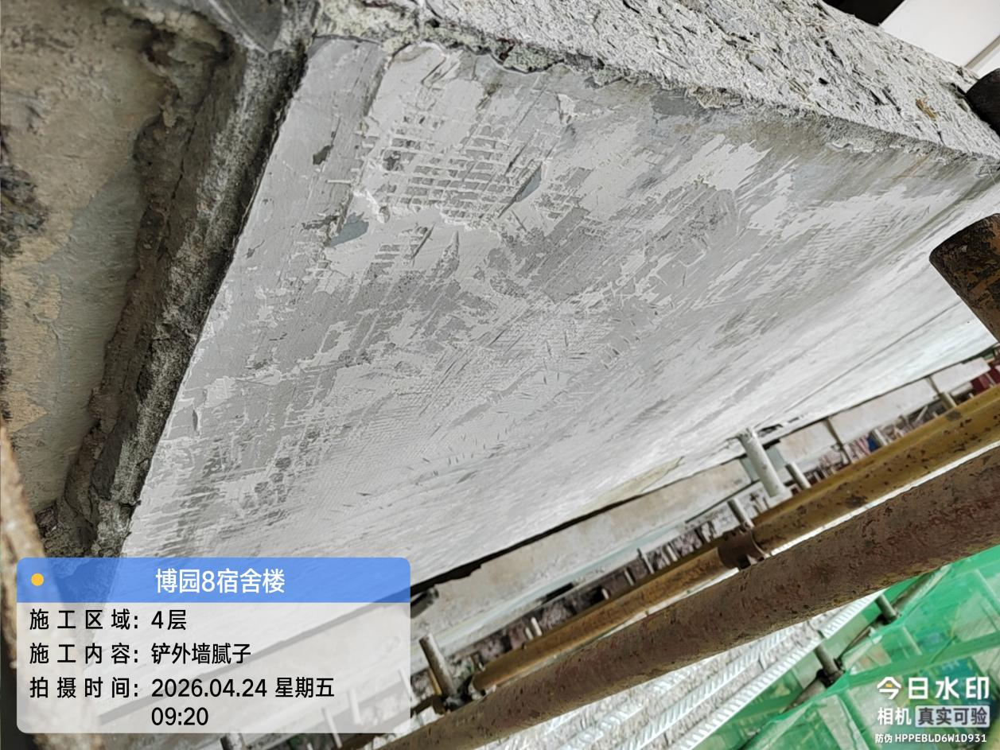 博园8宿舍楼
施工区域：4层
施工内容：铲外墙腻子
拍摄时间：2026.04.24 星期五
09:20
今日水印
相机 真实可验
防伪 HPPEBLD6W1D931